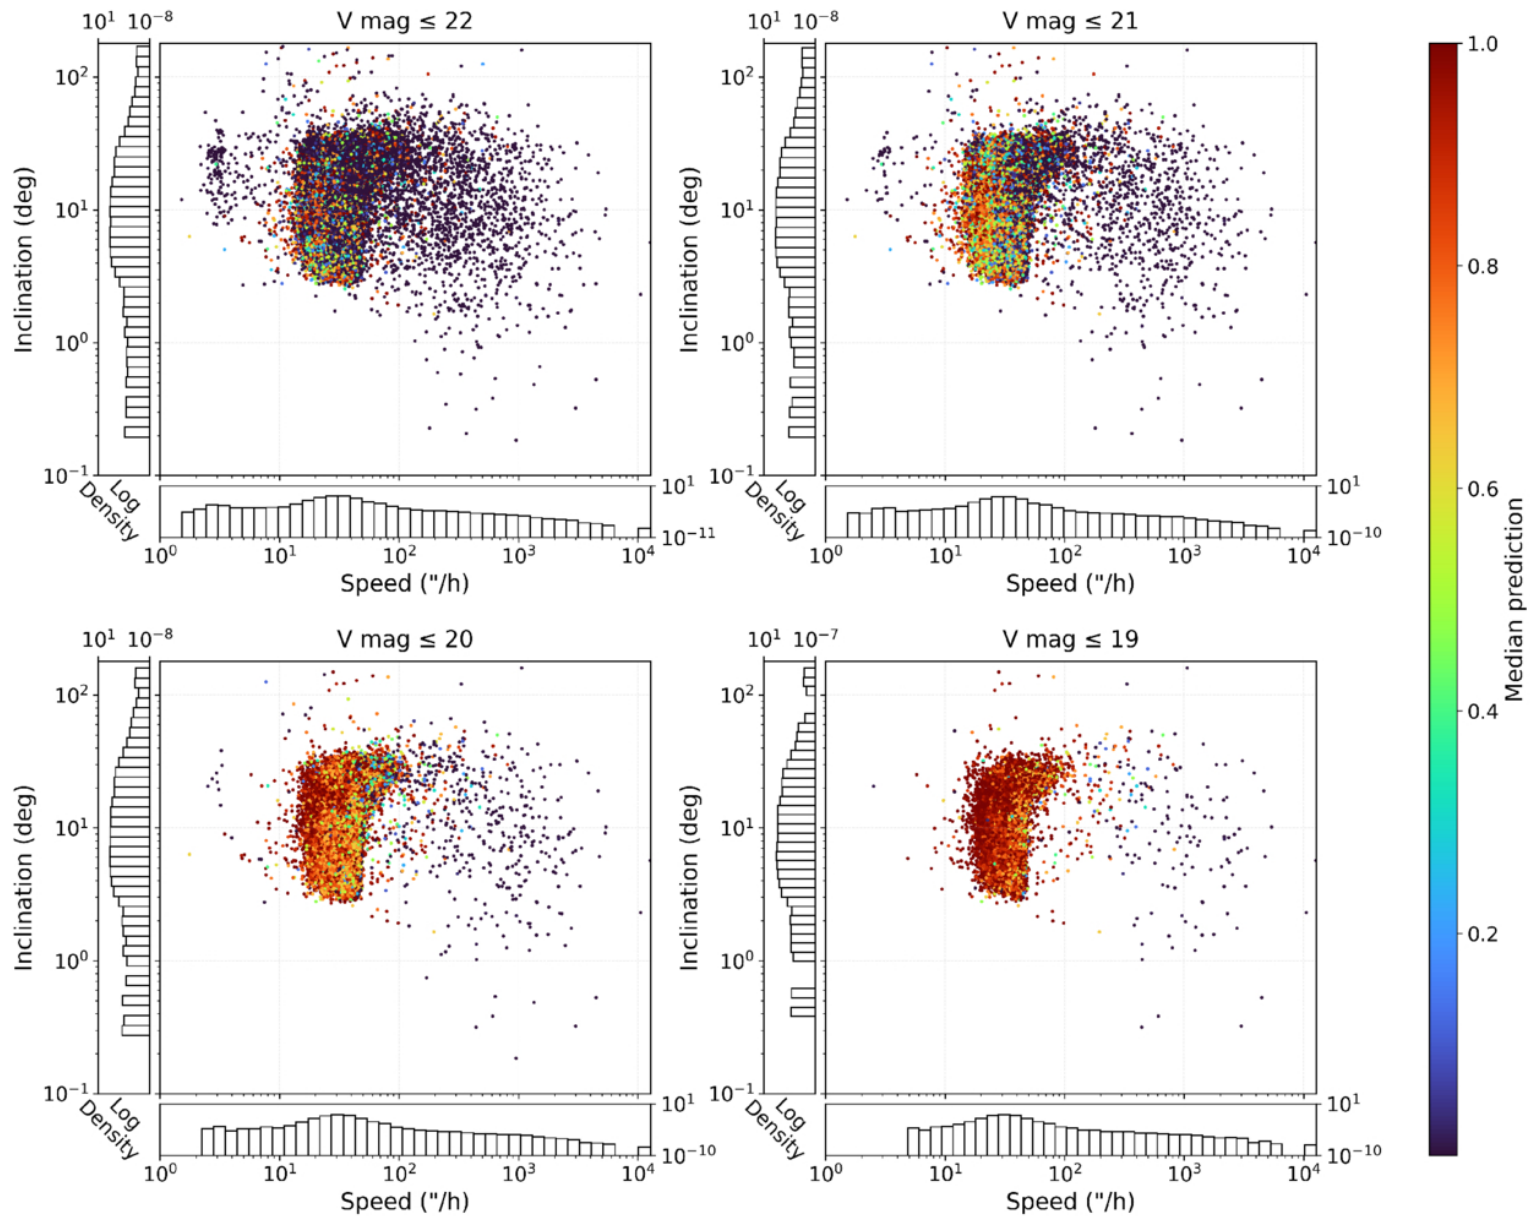 10¹ 10⁻⁸ V mag ≤ 22
10²
10¹
10⁰
10⁻¹
Inclination (deg)
Log
Density
10¹
10⁻¹¹
10⁰ 10¹ 10² 10³ 10⁴
Speed ("/h)
10¹ 10⁻⁸ V mag ≤ 21
10²
10¹
10⁰
10⁻¹
Inclination (deg)
Log
Density
10¹
10⁻¹⁰
10⁰ 10¹ 10² 10³ 10⁴
Speed ("/h)
10¹ 10⁻⁸ V mag ≤ 20
10²
10¹
10⁰
10⁻¹
Inclination (deg)
Log
Density
10¹
10⁻¹⁰
10⁰ 10¹ 10² 10³ 10⁴
Speed ("/h)
10¹ 10⁻⁷ V mag ≤ 19
10²
10¹
10⁰
10⁻¹
Inclination (deg)
Log
Density
10¹
10⁻¹⁰
10⁰ 10¹ 10² 10³ 10⁴
Speed ("/h)
1.0
0.8
0.6
0.4
0.2
Median prediction